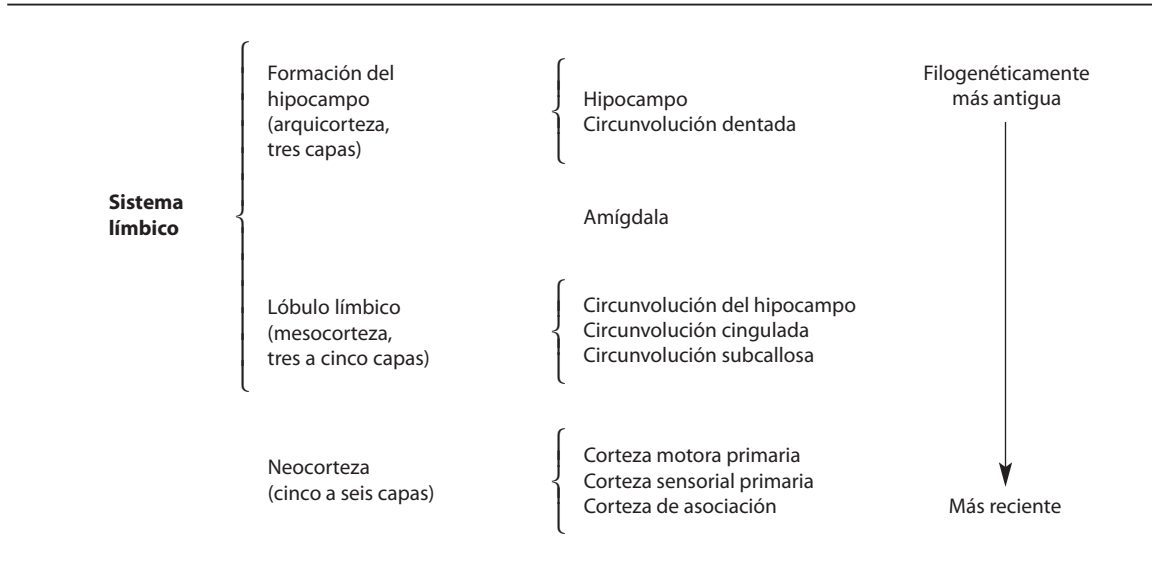 Formación del
hipocampo
(arquicorteza,
tres capas)
Hipocampo
Circunvolución dentada
Filogenéticamente
más antigua
Sistema
límbico
Amígdala
Lóbulo límbico
(mesocorteza,
tres a cinco capas)
Circunvolución del hipocampo
Circunvolución cingulada
Circunvolución subcallosa
Neocorteza
(cinco a seis capas)
Corteza motora primaria
Corteza sensorial primaria
Corteza de asociación
Más reciente